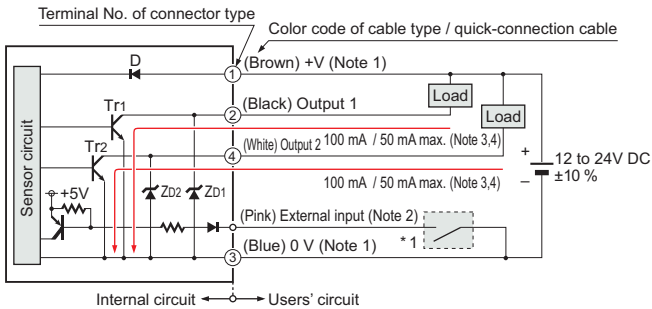 Terminal No. of connector type
Color code of cable type / quick-connection cable
D
1
(Brown) +V (Note 1)
Tr1
2
(Black) Output 1
Load
Load
Tr2
4
(White) Output 2
100 mA / 50 mA max. (Note 3,4)
100 mA / 50 mA max. (Note 3,4)
+
–
12 to 24V DC
±10 %
Sensor circuit
+5V
ZD2
ZD1
(Pink) External input (Note 2)
* 1
3
(Blue) 0 V (Note 1)
Internal circuit
Users' circuit